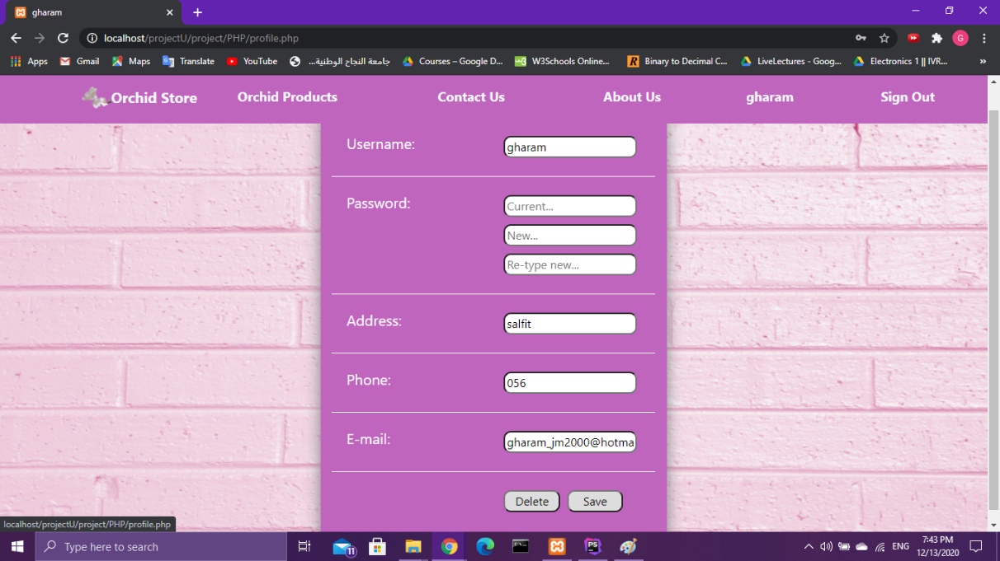 gharam
localhost/projectU/project/PHP/profile.php
Apps Gmail Maps Translate YouTube جامعة النجاح الوطنية... Courses – Google D... W3Schools Online... Binary to Decimal C... LiveLectures - Goog... Electronics 1 || IVR... »
Orchid Store Orchid Products Contact Us About Us gharam Sign Out
Username: gharam
Password: Current...
New...
Re-type new...
Address: salfit
Phone: 056
E-mail: gharam_jm2000@hotma
Delete Save
localhost/projectU/project/PHP/profile.php
Type here to search 11 PS ENG 7:43 PM
12/13/2020